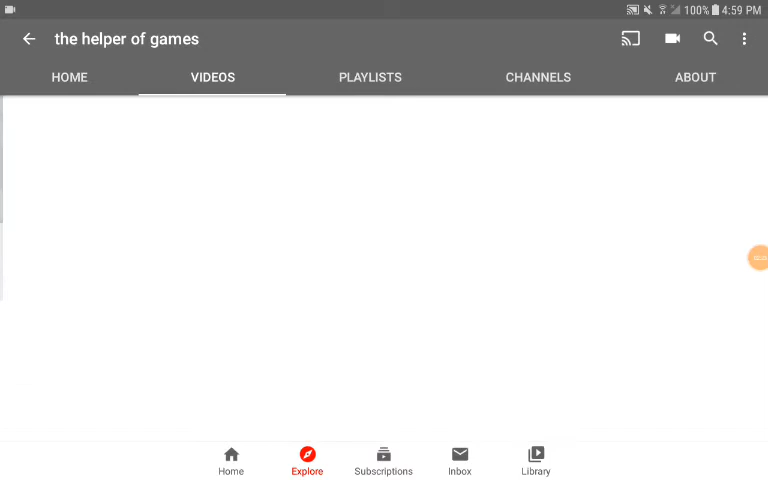 100% 4:59 PM
the helper of games
HOME VIDEOS PLAYLISTS CHANNELS ABOUT
Home Explore Subscriptions Inbox Library